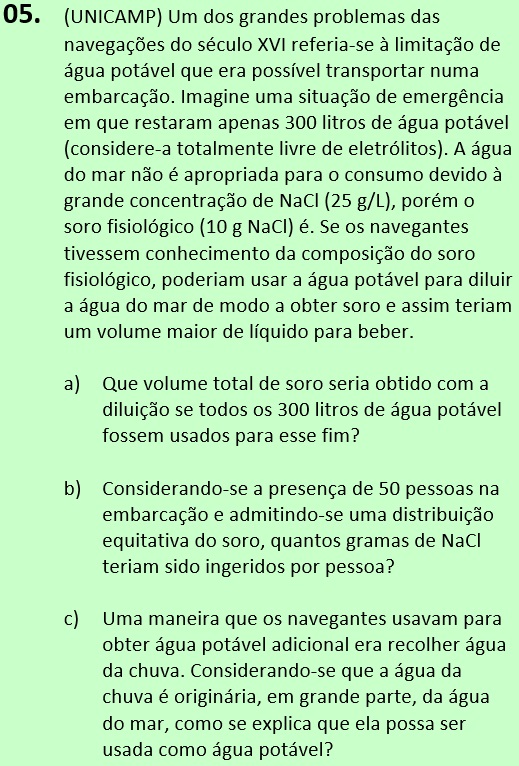 05. (UNICAMP) Um dos grandes problemas das
navegações do século XVI referia-se à limitação de
água potável que era possível transportar numa
embarcação. Imagine uma situação de emergência
em que restaram apenas 300 litros de água potável
(considere-a totalmente livre de eletrólitos). A água
do mar não é apropriada para o consumo devido à
grande concentração de NaCl (25 g/L), porém o
soro fisiológico (10 g NaCl) é. Se os navegantes
tivessem conhecimento da composição do soro
fisiológico, poderiam usar a água potável para diluir
a água do mar de modo a obter soro e assim teriam
um volume maior de líquido para beber.
a) Que volume total de soro seria obtido com a
diluição se todos os 300 litros de água potável
fossem usados para esse fim?
b) Considerando-se a presença de 50 pessoas na
embarcação e admitindo-se uma distribuição
equitativa do soro, quantos gramas de NaCl
teriam sido ingeridos por pessoa?
c) Uma maneira que os navegantes usavam para
obter água potável adicional era recolher água
da chuva. Considerando-se que a água da
chuva é originária, em grande parte, da água
do mar, como se explica que ela possa ser
usada como água potável?